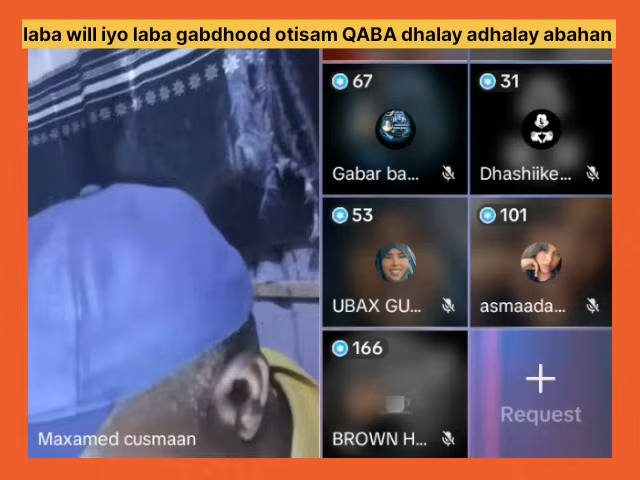 laba will iyo laba gabdhood otisam QABA dhalay adhalay abahan
67
31
Gabar ba...
Dhashiike...
53
101
UBAX GU...
asmaada...
166
BROWN H...
Request
Maxamed cusmaan